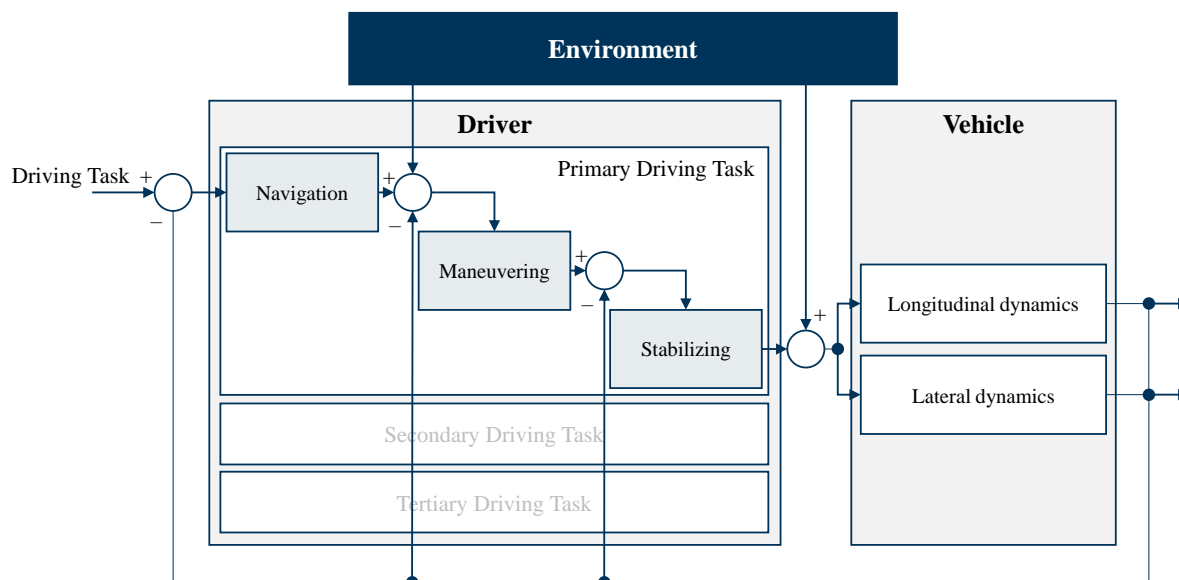 Environment
Driver
Vehicle
Primary Driving Task
Driving Task
+
−
Navigation
+
−
Maneuvering
+
−
Stabilizing
+
Longitudinal dynamics
Lateral dynamics
Secondary Driving Task
Tertiary Driving Task